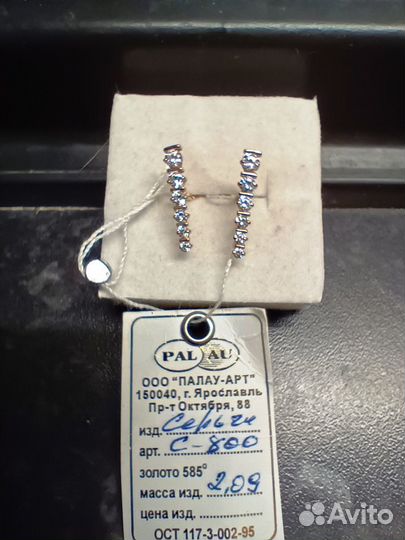 PAL AU
ООО "ПАЛАУ-АРТ"
150040, г. Ярославль
Пр-т Октября, 88
изд. Серьги
арт. С-800
золото 585°
масса изд. 2,09
цена изд.
ОСТ 117-3-002-95
Avito